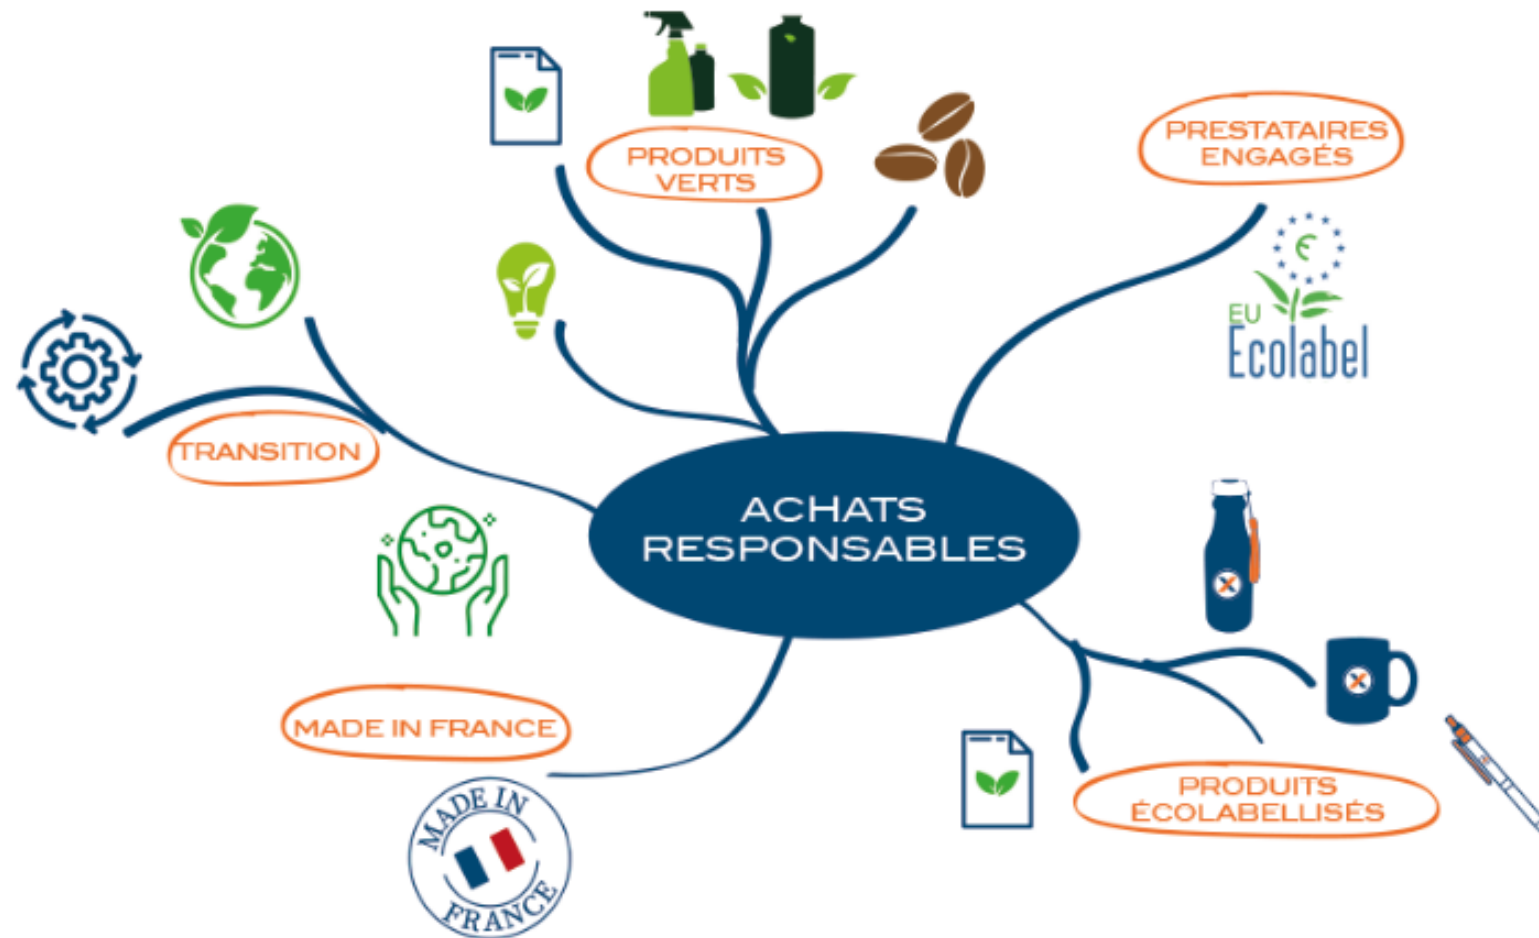 PRODUITS
VERTS
PRESTATAIRES
ENGAGÉS
EU
Ecolabel
TRANSITION
ACHATS
RESPONSABLES
MADE IN FRANCE
MADE IN
FRANCE
PRODUITS
ÉCOLABELLISÉS